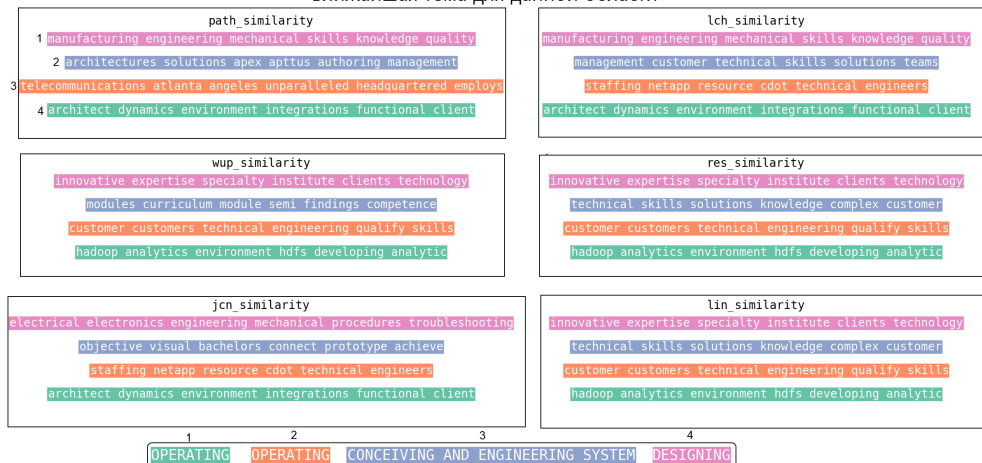 Ближайшая тема для данной области
path_similarity
1 manufacturing engineering mechanical skills knowledge quality
2 architectures solutions apex apttus authoring management
3 telecommunications atlanta angeles unparalleled headquartered employs
4 architect dynamics environment integrations functional client
lch_similarity
manufacturing engineering mechanical skills knowledge quality
management customer technical skills solutions teams
staffing netapp resource cdot technical engineers
architect dynamics environment integrations functional client
wup_similarity
innovative expertise specialty institute clients technology
modules curriculum module semi findings competence
customer customers technical engineering qualify skills
hadoop analytics environment hdfs developing analytic
res_similarity
innovative expertise specialty institute clients technology
technical skills solutions knowledge complex customer
customer customers technical engineering qualify skills
hadoop analytics environment hdfs developing analytic
jcn_similarity
electrical electronics engineering mechanical procedures troubleshooting
objective visual bachelors connect prototype achieve
staffing netapp resource cdot technical engineers
architect dynamics environment integrations functional client
lin_similarity
innovative expertise specialty institute clients technology
technical skills solutions knowledge complex customer
customer customers technical engineering qualify skills
hadoop analytics environment hdfs developing analytic
1 2 3 4
OPERATING OPERATING CONCEIVING AND ENGINEERING SYSTEM DESIGNING